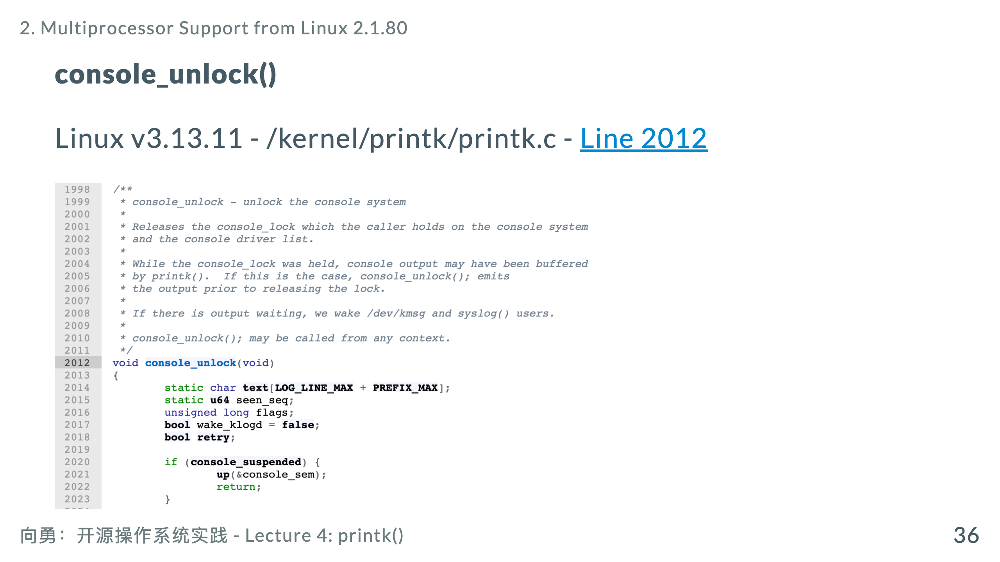 2. Multiprocessor Support from Linux 2.1.80
console_unlock()
Linux v3.13.11 - /kernel/printk/printk.c - Line 2012
1998 /**
1999  * console_unlock – unlock the console system
2000  *
2001  * Releases the console_lock which the caller holds on the console system
2002  * and the console driver list.
2003  *
2004  * While the console_lock was held, console output may have been buffered
2005  * by printk().  If this is the case, console_unlock(); emits
2006  * the output prior to releasing the lock.
2007  *
2008  * If there is output waiting, we wake /dev/kmsg and syslog() users.
2009  *
2010  * console_unlock(); may be called from any context.
2011  */
2012 void console_unlock(void)
2013 {
2014         static char text[LOG_LINE_MAX + PREFIX_MAX];
2015         static u64 seen_seq;
2016         unsigned long flags;
2017         bool wake_klogd = false;
2018         bool retry;
2019
2020         if (console_suspended) {
2021                 up(&console_sem);
2022                 return;
2023         }
向勇：开源操作系统实践 - Lecture 4: printk()
36